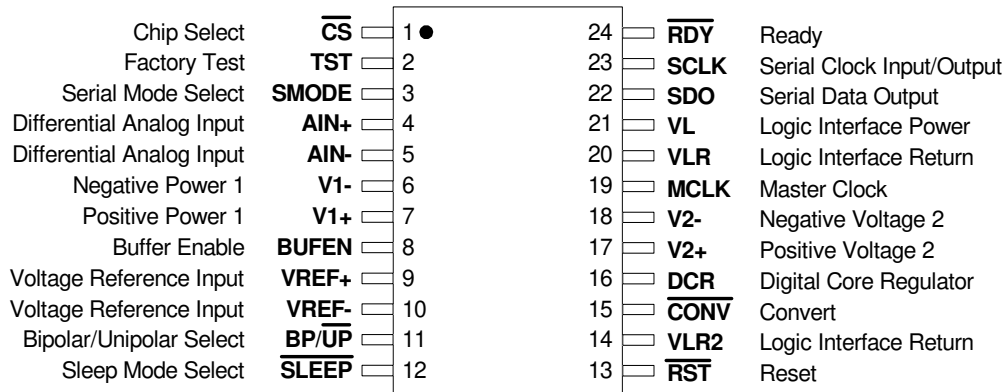 Chip Select CS 1 24 RDY Ready
Factory Test TST 2 23 SCLK Serial Clock Input/Output
Serial Mode Select SMODE 3 22 SDO Serial Data Output
Differential Analog Input AIN+ 4 21 VL Logic Interface Power
Differential Analog Input AIN- 5 20 VLR Logic Interface Return
Negative Power 1 V1- 6 19 MCLK Master Clock
Positive Power 1 V1+ 7 18 V2- Negative Voltage 2
Buffer Enable BUFEN 8 17 V2+ Positive Voltage 2
Voltage Reference Input VREF+ 9 16 DCR Digital Core Regulator
Voltage Reference Input VREF- 10 15 CONV Convert
Bipolar/Unipolar Select BP/UP 11 14 VLR2 Logic Interface Return
Sleep Mode Select SLEEP 12 13 RST Reset